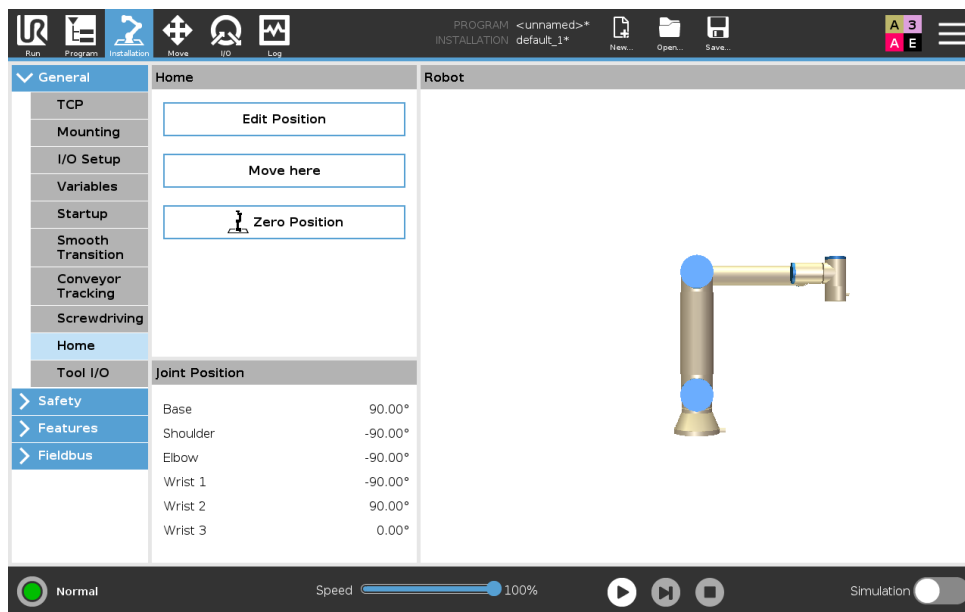 UR
Run
Program
Installation
Move
I/O
Log
PROGRAM <unnamed>*
INSTALLATION default_1*
New...
Open...
Save...
A 3
A E
General
TCP
Mounting
I/O Setup
Variables
Startup
Smooth
Transition
Conveyor
Tracking
Screwdriving
Home
Tool I/O
Safety
Features
Fieldbus
Home
Edit Position
Move here
Zero Position
Joint Position
Base 90.00°
Shoulder -90.00°
Elbow -90.00°
Wrist 1 -90.00°
Wrist 2 90.00°
Wrist 3 0.00°
Robot
Normal
Speed 100%
Simulation